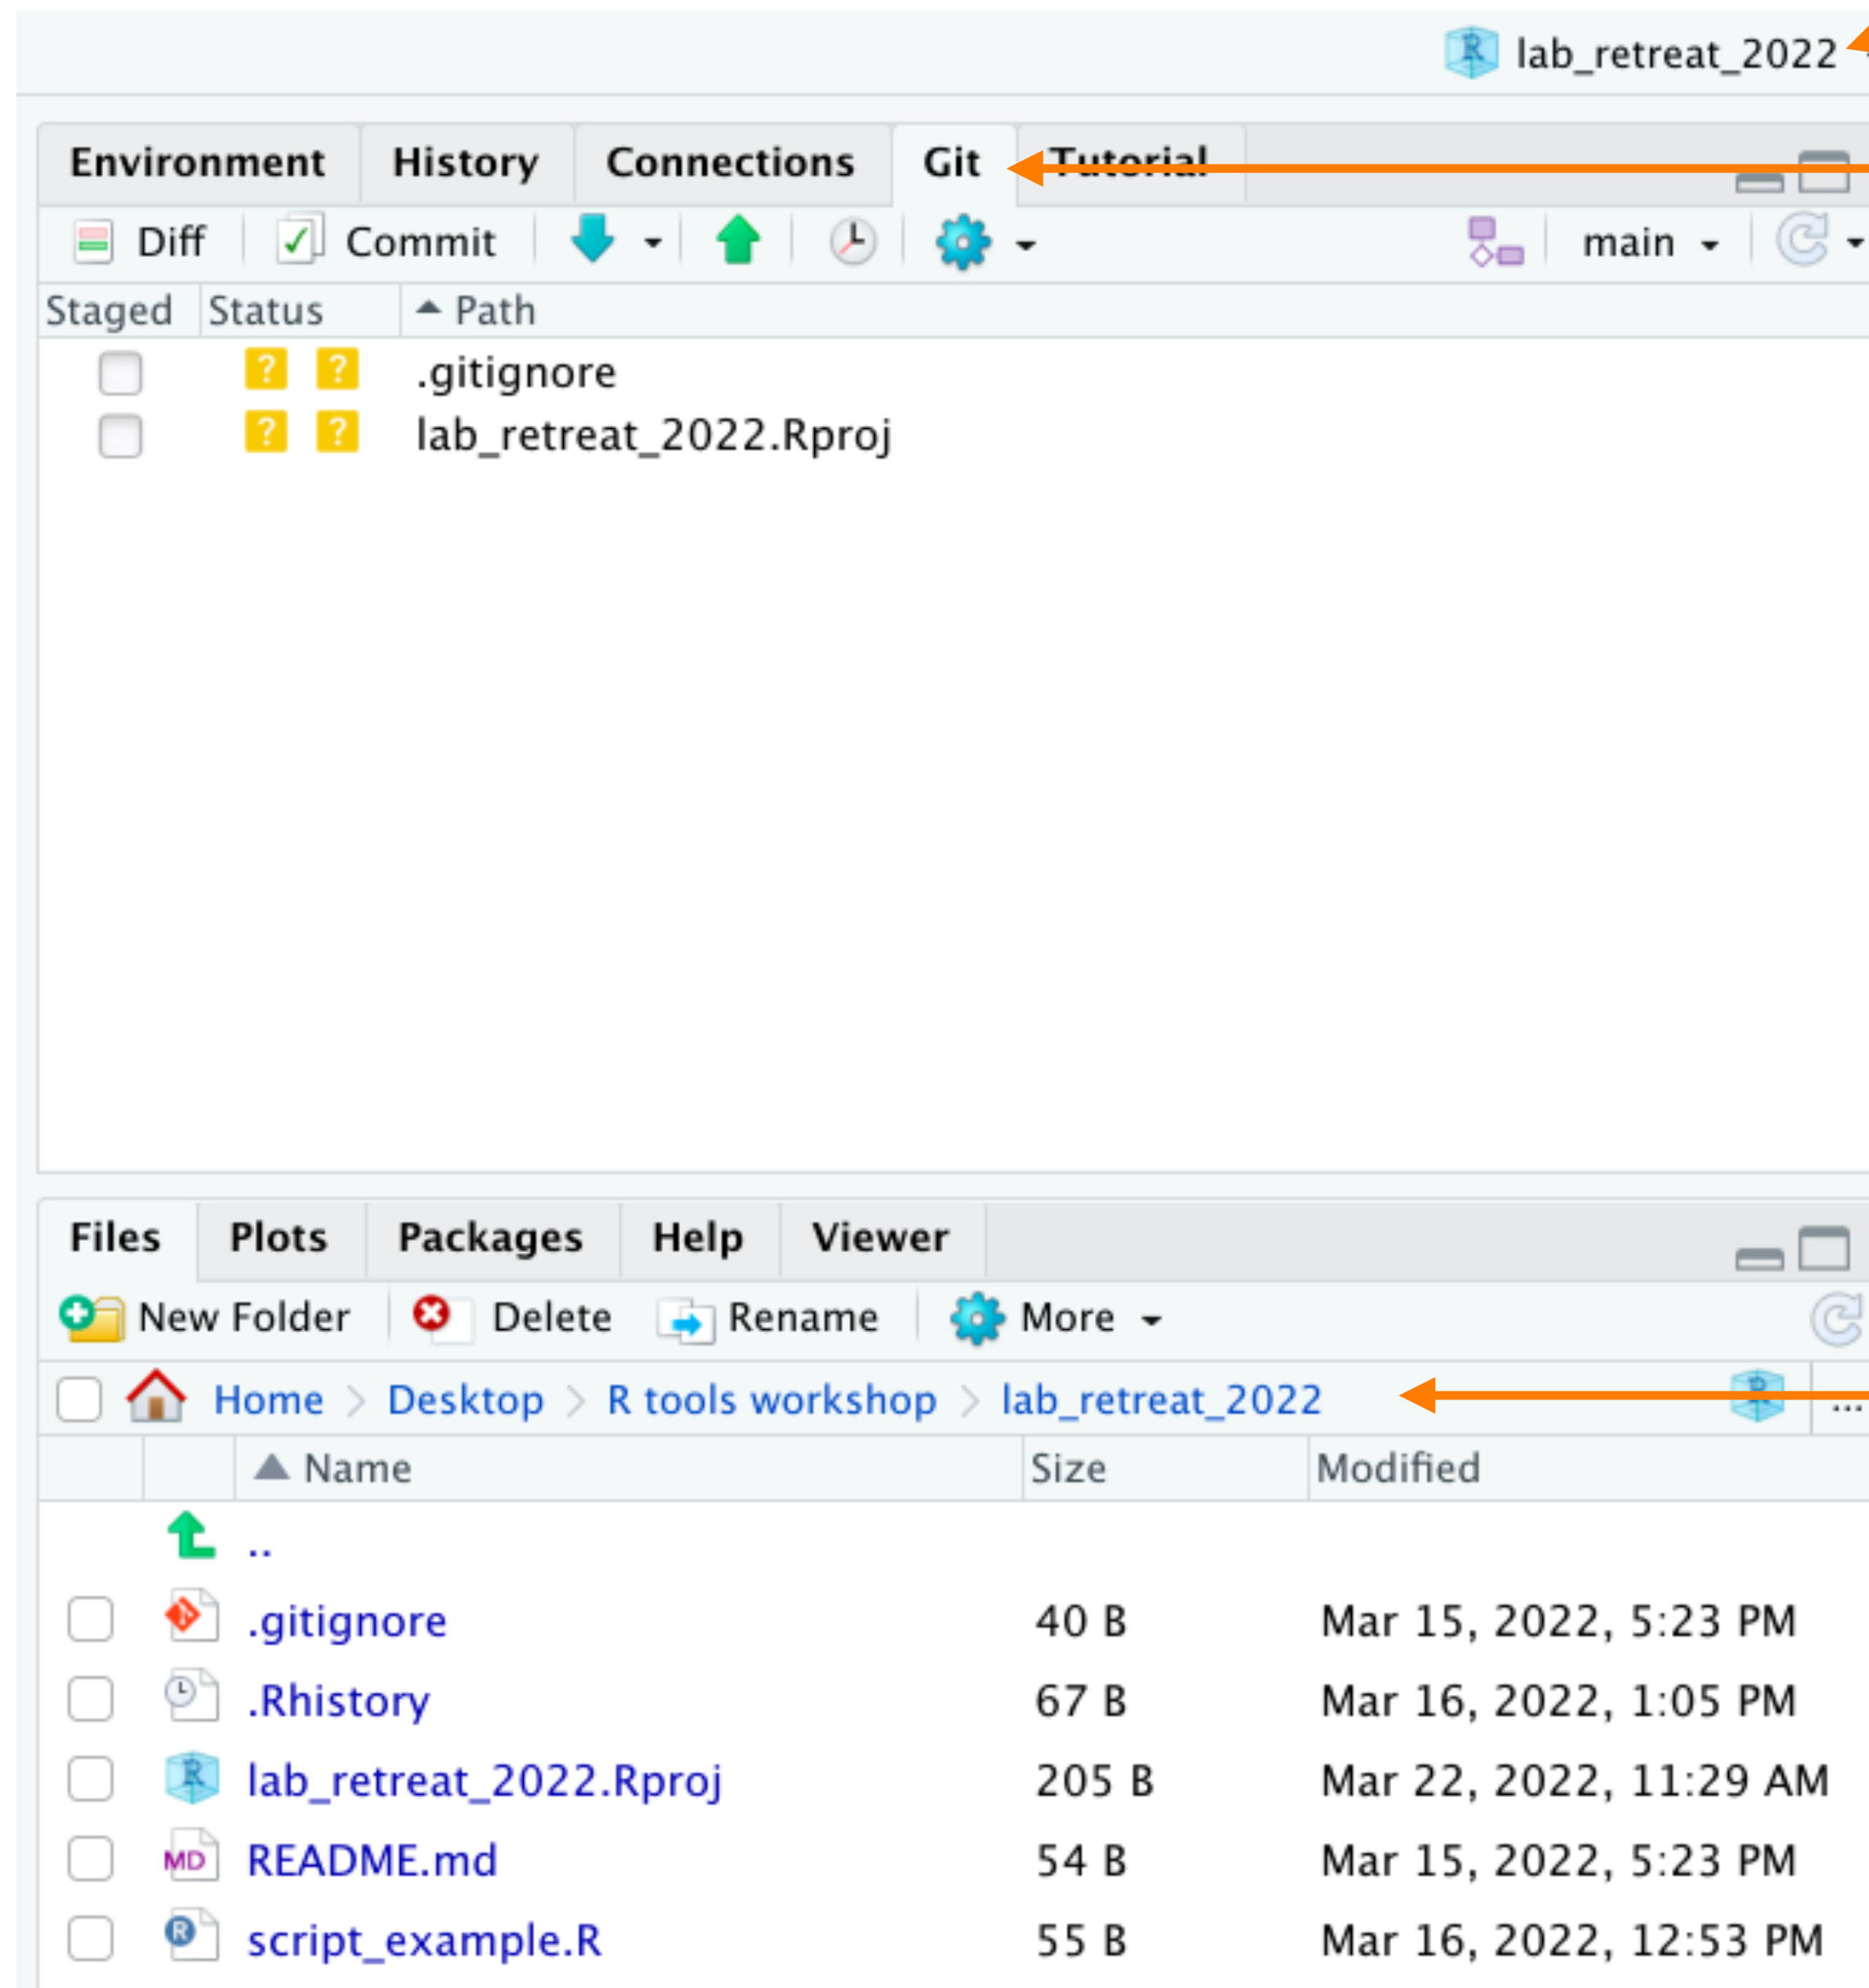 lab_retreat_2022
Environment History Connections Git Tutorial
Diff Commit main
Staged Status Path
? ? .gitignore
? ? lab_retreat_2022.Rproj
Files Plots Packages Help Viewer
New Folder Delete Rename More
Home > Desktop > R tools workshop > lab_retreat_2022 ...
Name Size Modified
..
.gitignore 40 B Mar 15, 2022, 5:23 PM
.Rhistory 67 B Mar 16, 2022, 1:05 PM
lab_retreat_2022.Rproj 205 B Mar 22, 2022, 11:29 AM
MD README.md 54 B Mar 15, 2022, 5:23 PM
script_example.R 55 B Mar 16, 2022, 12:53 PM